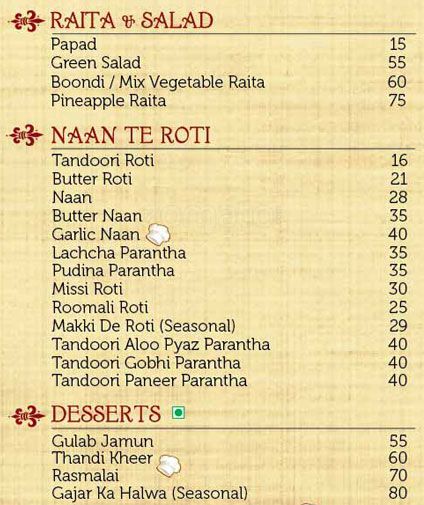 RAITA & SALAD
Papad 15
Green Salad 55
Boondi / Mix Vegetable Raita 60
Pineapple Raita 75
NAAN TE ROTI
Tandoori Roti 16
Butter Roti 21
Naan 28
Butter Naan 35
Garlic Naan 40
Lachcha Parantha 35
Pudina Parantha 35
Missi Roti 30
Roomali Roti 25
Makki De Roti (Seasonal) 29
Tandoori Aloo Pyaz Parantha 40
Tandoori Gobhi Parantha 40
Tandoori Paneer Parantha 40
DESSERTS
Gulab Jamun 55
Thandi Kheer 60
Rasmalai 70
Gajar Ka Halwa (Seasonal) 80